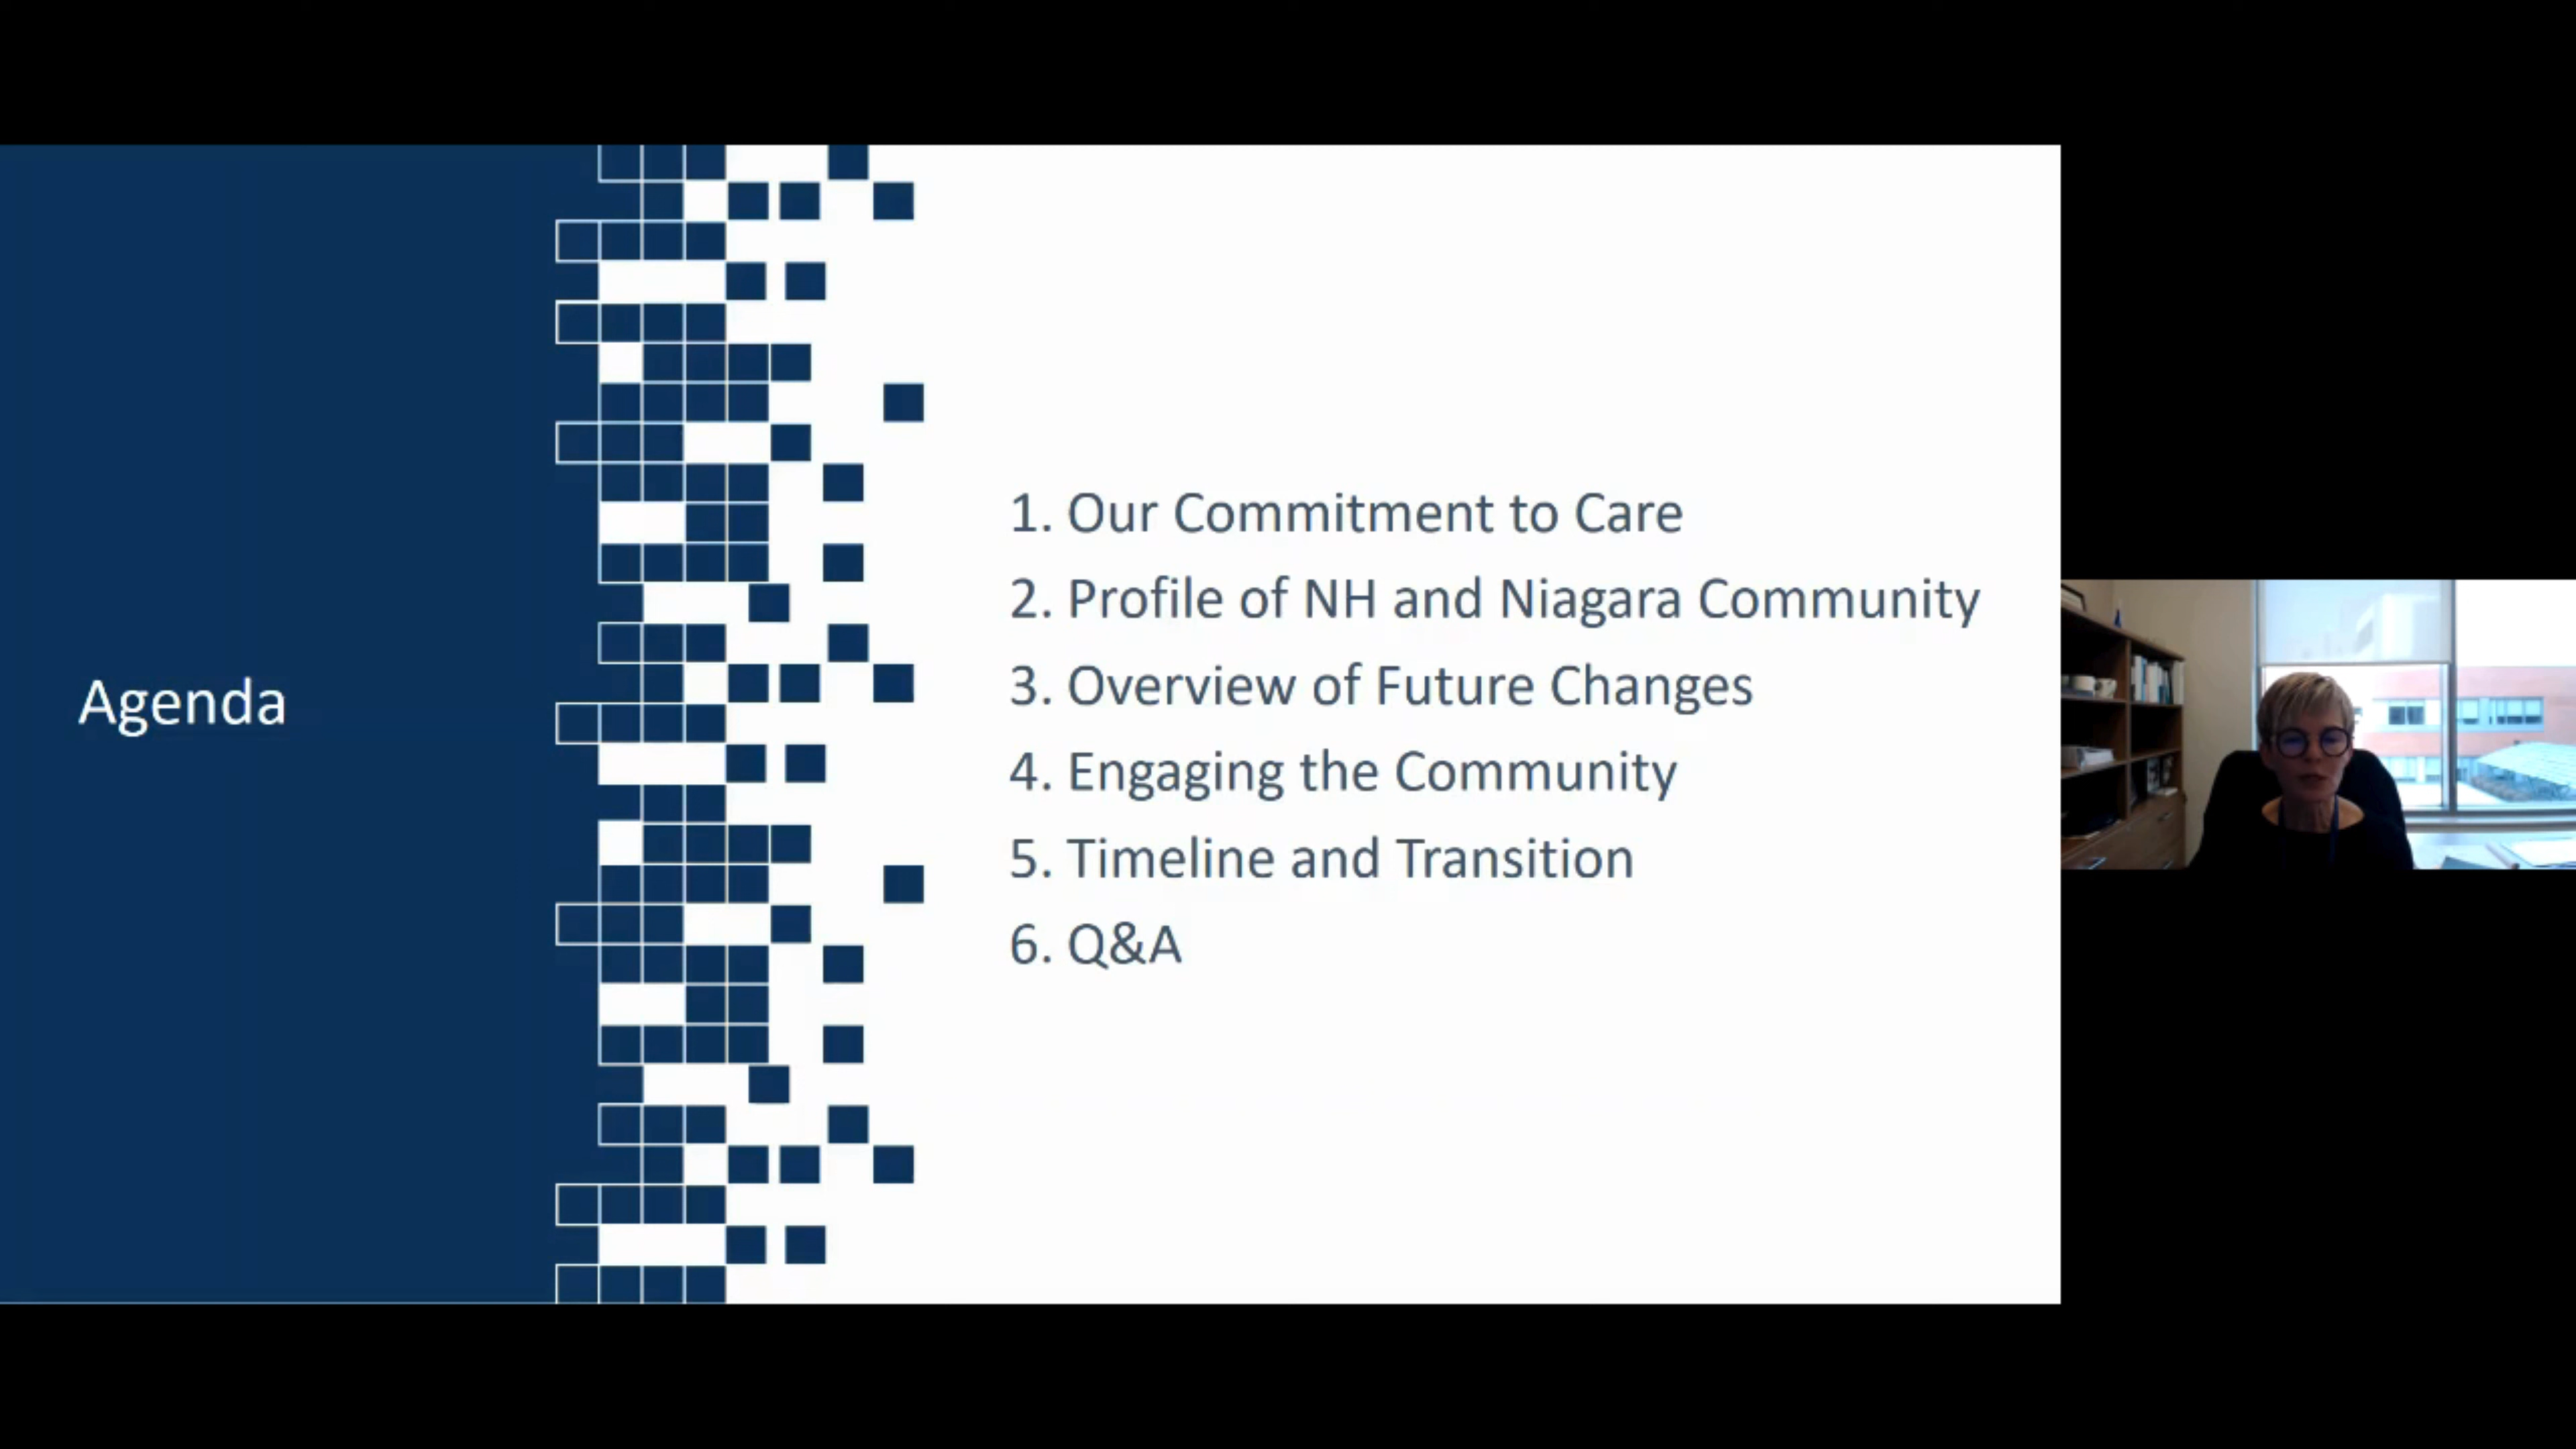 Agenda
1. Our Commitment to Care
2. Profile of NH and Niagara Community
3. Overview of Future Changes
4. Engaging the Community
5. Timeline and Transition
6. Q&A